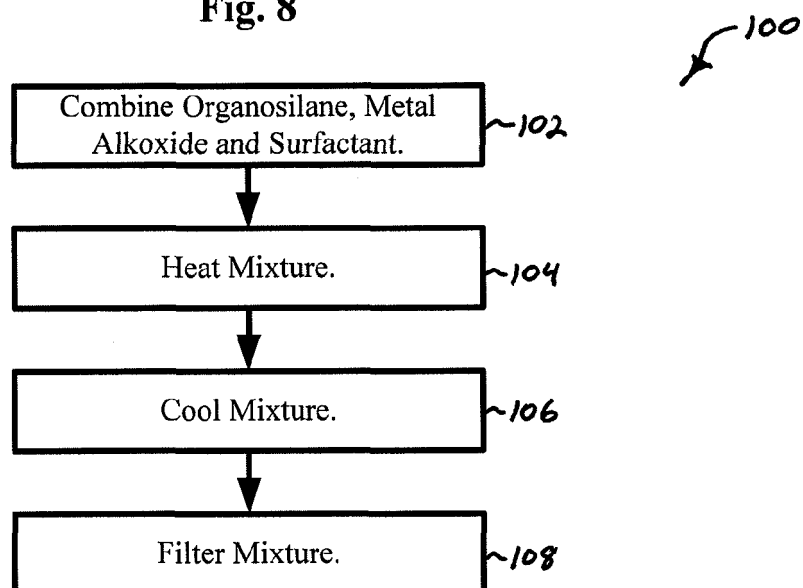 Fig. 8
100
Combine Organosilane, Metal
Alkoxide and Surfactant.
102
Heat Mixture.
104
Cool Mixture.
106
Filter Mixture.
108